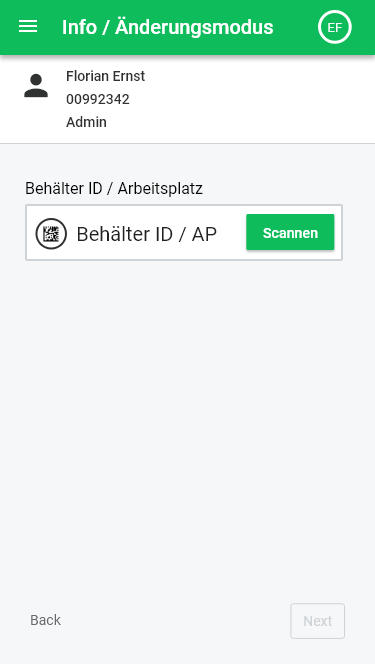 Info / Änderungsmodus
EF
Florian Ernst
00992342
Admin
Behälter ID / Arbeitsplatz
Behälter ID / AP
Scannen
Back
Next